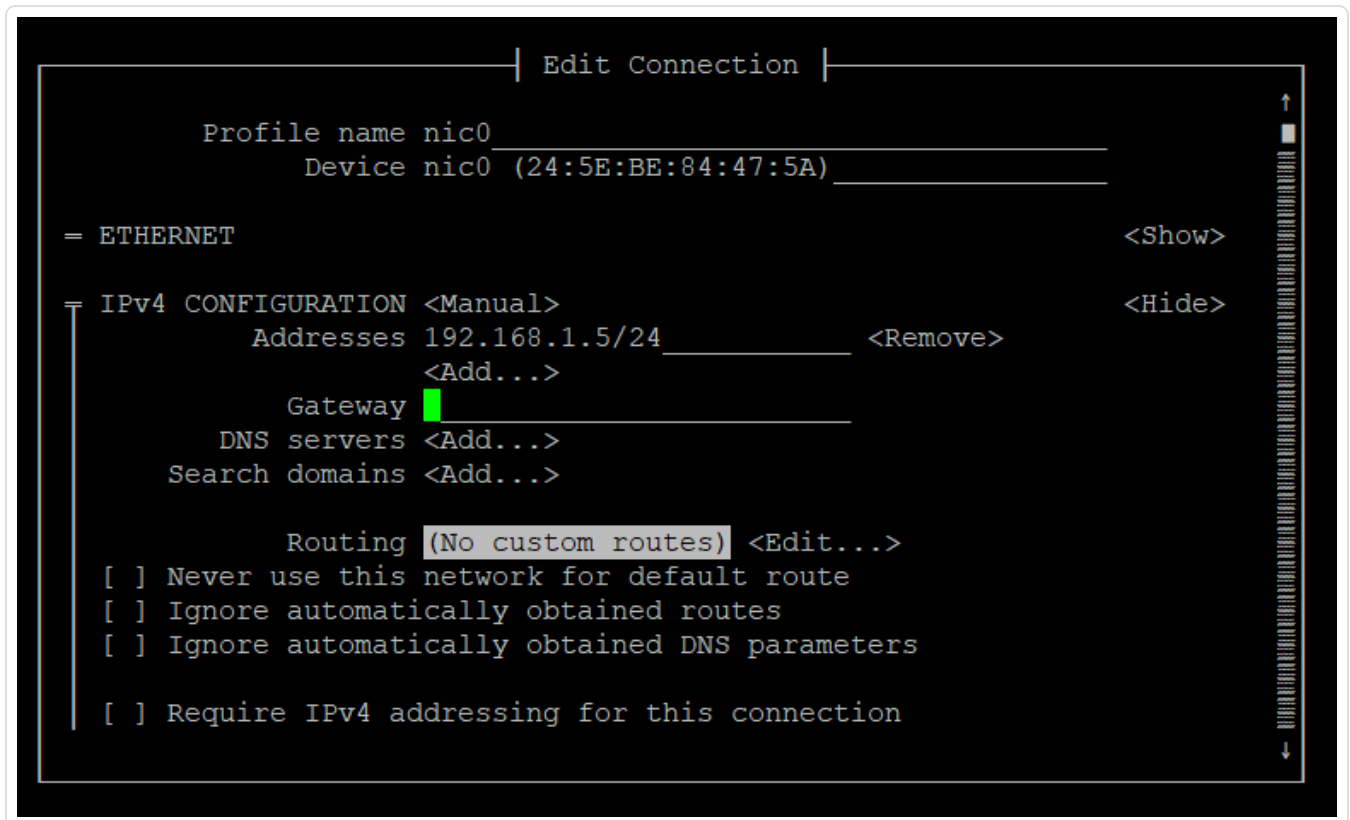 Edit Connection
Profile name nic0
Device nic0 (24:5E:BE:84:47:5A)
= ETHERNET <Show>
IPv4 CONFIGURATION <Manual> <Hide>
Addresses 192.168.1.5/24 <Remove>
<Add...>
Gateway
DNS servers <Add...>
Search domains <Add...>
Routing (No custom routes) <Edit...>
[ ] Never use this network for default route
[ ] Ignore automatically obtained routes
[ ] Ignore automatically obtained DNS parameters
[ ] Require IPv4 addressing for this connection